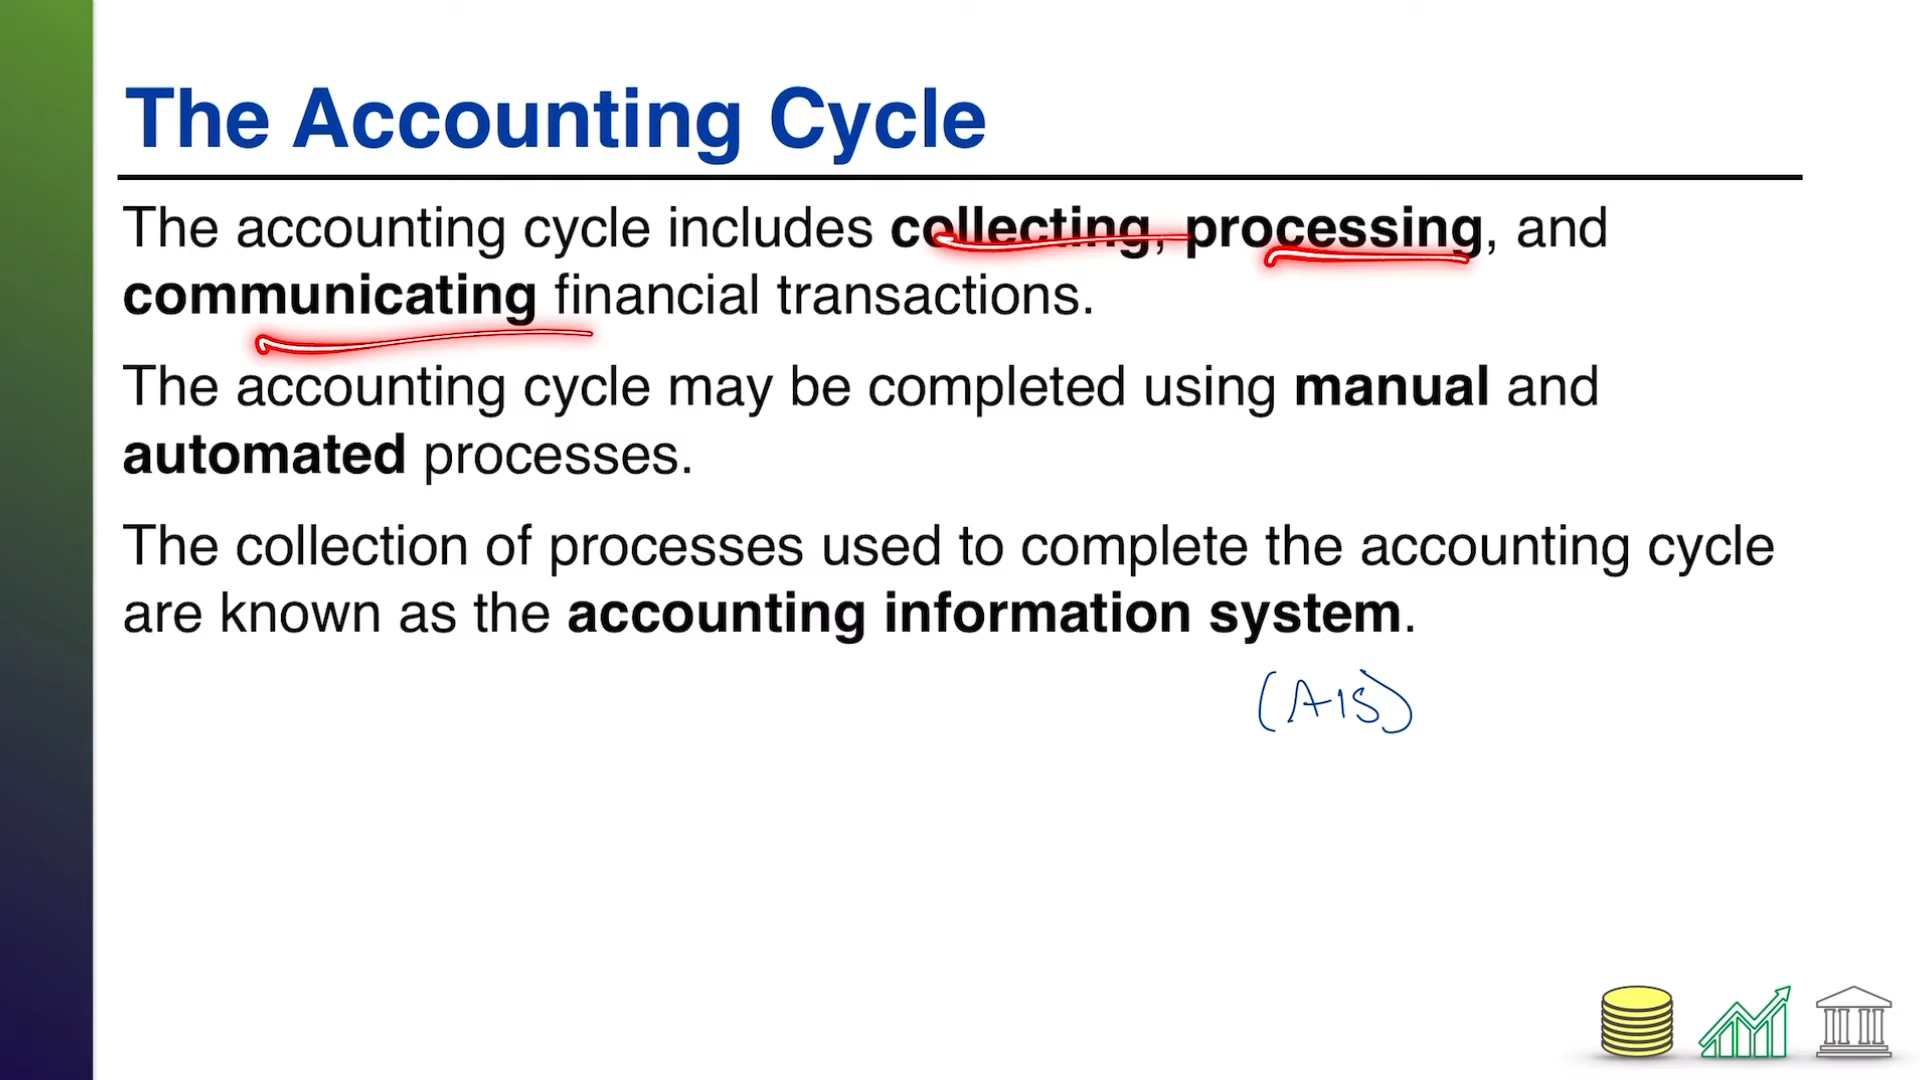 The Accounting Cycle
The accounting cycle includes collecting, processing, and
communicating financial transactions.
The accounting cycle may be completed using manual and
automated processes.
The collection of processes used to complete the accounting cycle
are known as the accounting information system.
(AIS)